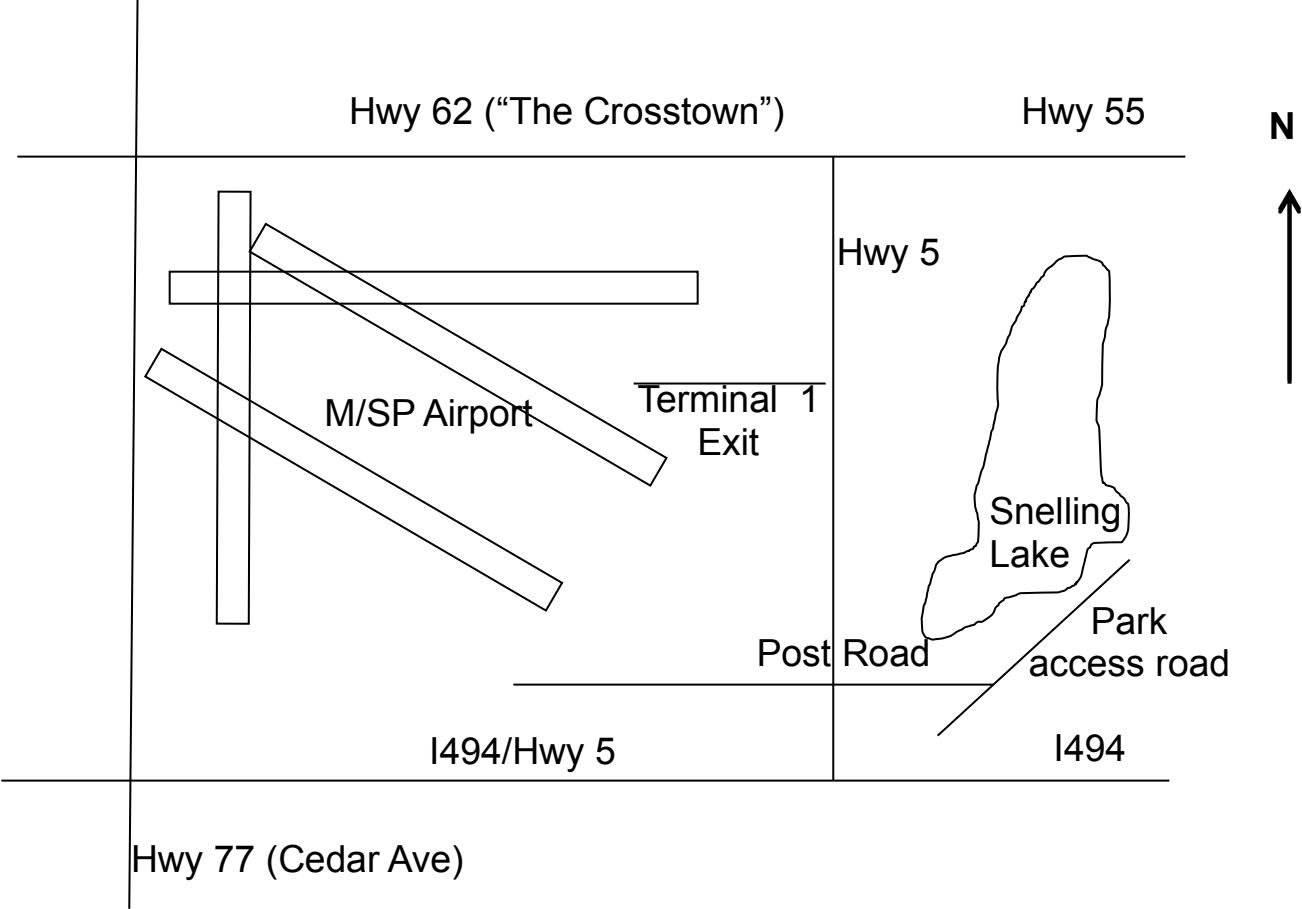 Hwy 62 (“The Crosstown”)
Hwy 55
N
Hwy 5
Terminal 1
Exit
M/SP Airport
Snelling
Lake
Park
access road
Post Road
I494/Hwy 5
I494
Hwy 77 (Cedar Ave)